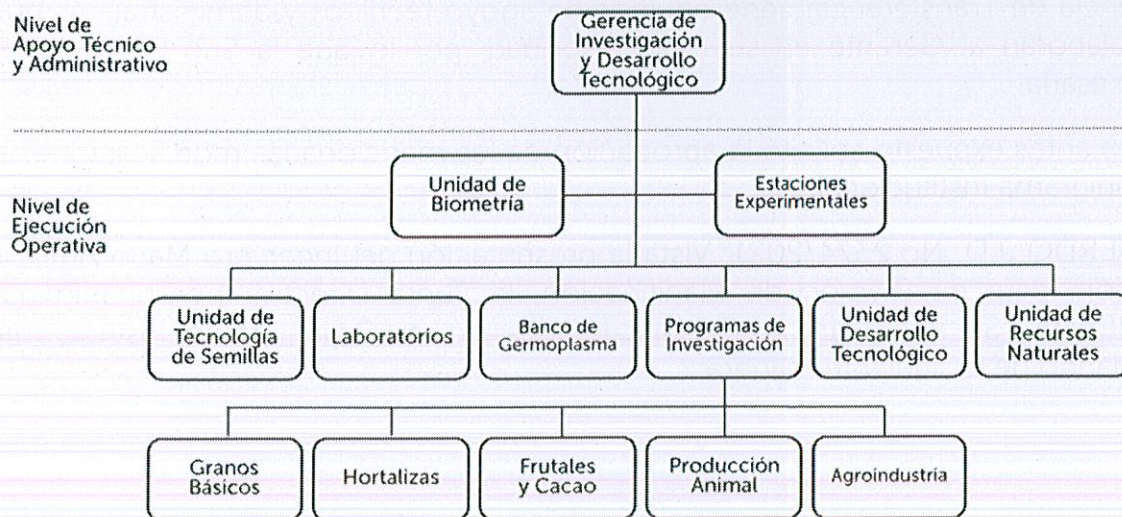 Nivel de
Apoyo Técnico
y Administrativo
Gerencia de
Investigación
y Desarrollo
Tecnológico
Nivel de
Ejecución
Operativa
Unidad de
Biometría
Estaciones
Experimentales
Unidad de
Tecnología
de Semillas
Laboratorios
Banco de
Germoplasma
Programas de
Investigación
Unidad de
Desarrollo
Tecnológico
Unidad de
Recursos
Naturales
Granos
Básicos
Hortalizas
Frutales
y Cacao
Producción
Animal
Agroindustria